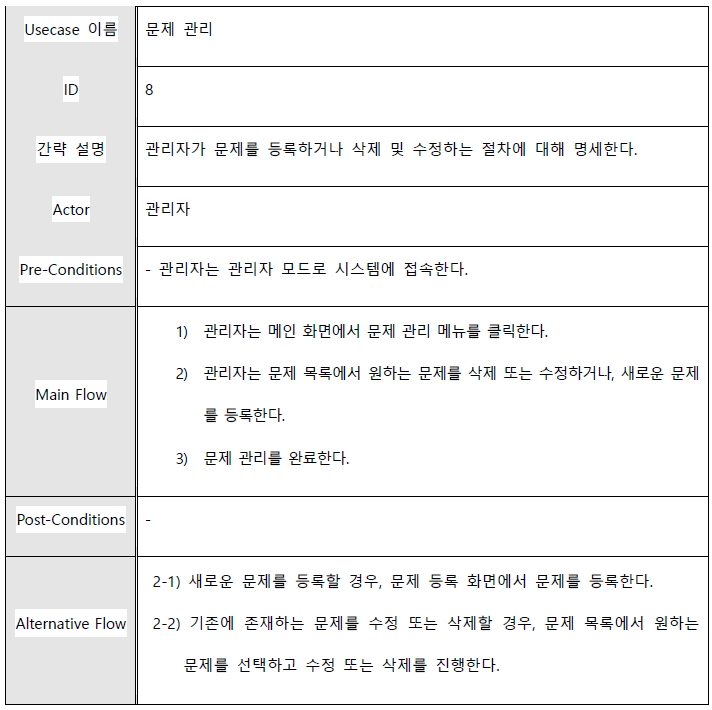 Usecase 이름
문제 관리
ID
8
간략 설명
관리자가 문제를 등록하거나 삭제 및 수정하는 절차에 대해 명세한다.
Actor
관리자
Pre-Conditions
- 관리자는 관리자 모드로 시스템에 접속한다.
Main Flow
1) 관리자는 메인 화면에서 문제 관리 메뉴를 클릭한다.
2) 관리자는 문제 목록에서 원하는 문제를 삭제 또는 수정하거나, 새로운 문제
를 등록한다.
3) 문제 관리를 완료한다.
Post-Conditions
-
Alternative Flow
2-1) 새로운 문제를 등록할 경우, 문제 등록 화면에서 문제를 등록한다.
2-2) 기존에 존재하는 문제를 수정 또는 삭제할 경우, 문제 목록에서 원하는
문제를 선택하고 수정 또는 삭제를 진행한다.